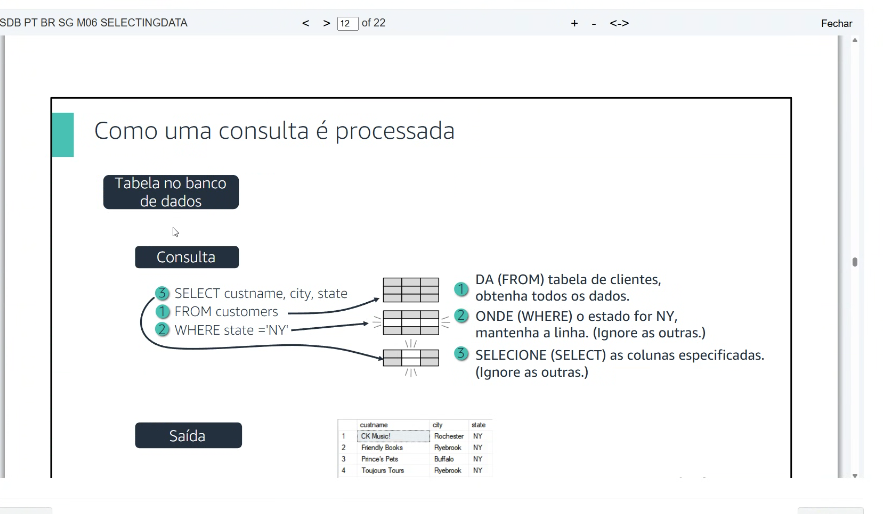 SDB PT BR SG M06 SELECTINGDATA
< > 12 of 22
+ - <->
Fechar
Como uma consulta é processada
Tabela no banco
de dados
Consulta
3 SELECT custname, city, state
1 FROM customers
2 WHERE state ='NY'
1 DA (FROM) tabela de clientes,
obtenha todos os dados.
2 ONDE (WHERE) o estado for NY,
mantenha a linha. (Ignore as outras.)
3 SELECIONE (SELECT) as colunas especificadas.
(Ignore as outras.)
Saída
custname city state
1 CK Music! Rochester NY
2 Friendly Books Ryebrook NY
3 Prince's Pets Buffalo NY
4 Toujours Tours Ryebrook NY